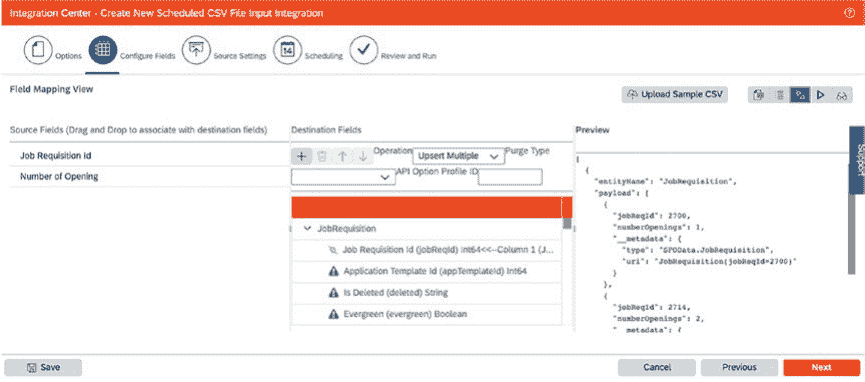 Integration Center - Create New Scheduled CSV File Input Integration
Options
Configure Fields
Source Settings
14
Scheduling
Review and Run
Field Mapping View
Upload Sample CSV
Source Fields (Drag and Drop to associate with destination fields)
Destination Fields
Preview
Job Requisition Id
Number of Opening
Operation
Upsert Multiple
Purge Type
API Option Profile ID
JobRequisition
Job Requisition Id (jobReqId) Int64<<--Column 1 (J...
Application Template Id (appTemplateId) Int64
Is Deleted (deleted) String
Evergreen (evergreen) Boolean
[
{
"entityName": "JobRequisition",
"payload": [
{
"jobReqId": 2700,
"numberOpenings": 1,
"__metadata": {
"type": "SFOData.JobRequisition",
"uri": "JobRequisition(jobReqId=2700)"
}
},
{
"jobReqId": 2714,
"numberOpenings": 2,
"__metadata": {
Support
Save
Cancel
Previous
Next